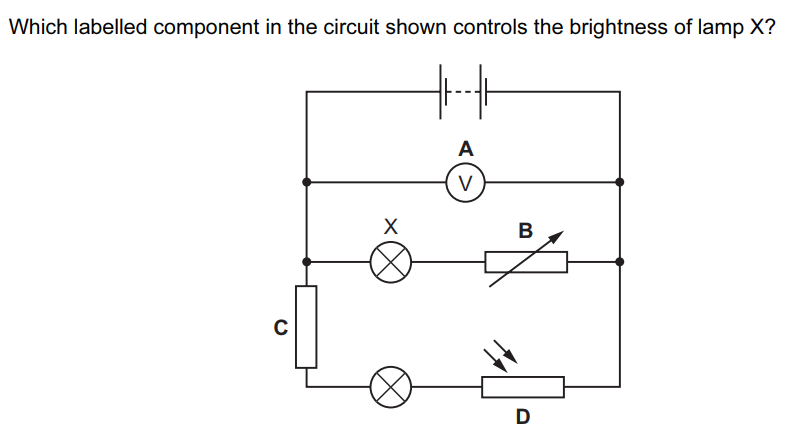 Which labelled component in the circuit shown controls the brightness of lamp X?
A
V
X
B
C
D